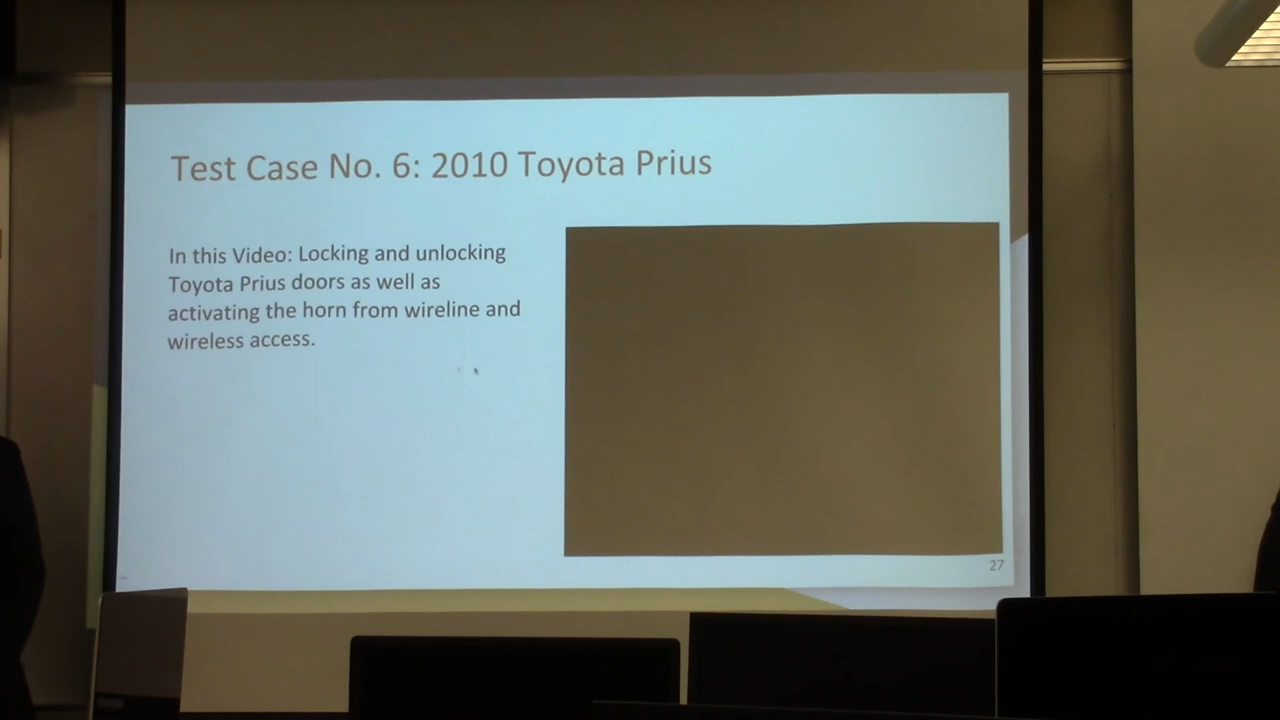 Test Case No. 6: 2010 Toyota Prius
In this Video: Locking and unlocking
Toyota Prius doors as well as
activating the horn from wireline and
wireless access.
27